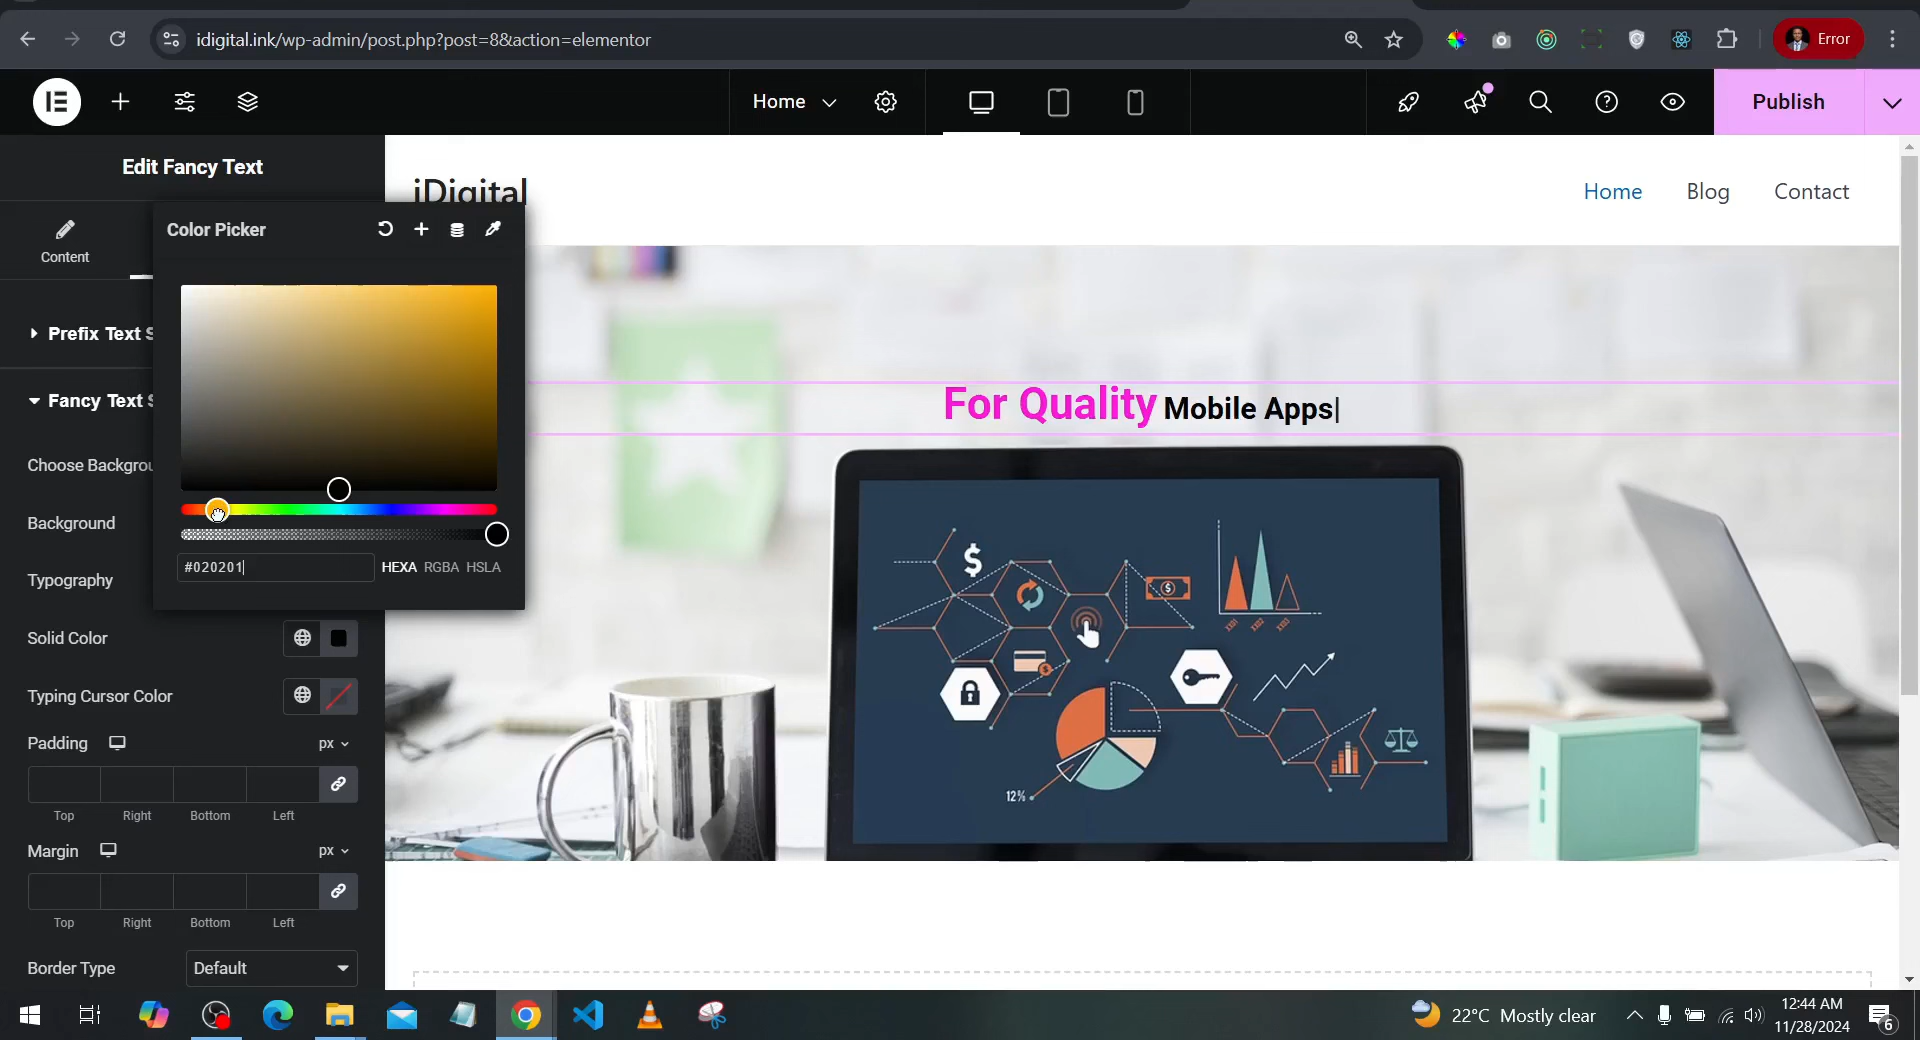 idigital.ink/wp-admin/post.php?post=8&action=elementor
Error
Home
Publish
Edit Fancy Text
iDigital
Home
Blog
Contact
Content
Color Picker
Prefix Text S
Fancy Text S
For Quality Mobile Apps|
Choose Backgrou
Background
#020201
HEXA RGBA HSLA
Typography
Solid Color
Typing Cursor Color
Padding
px
Top
Right
Bottom
Left
Margin
px
Top
Right
Bottom
Left
Border Type
Default
12%
22°C Mostly clear
12:44 AM
11/28/2024
6